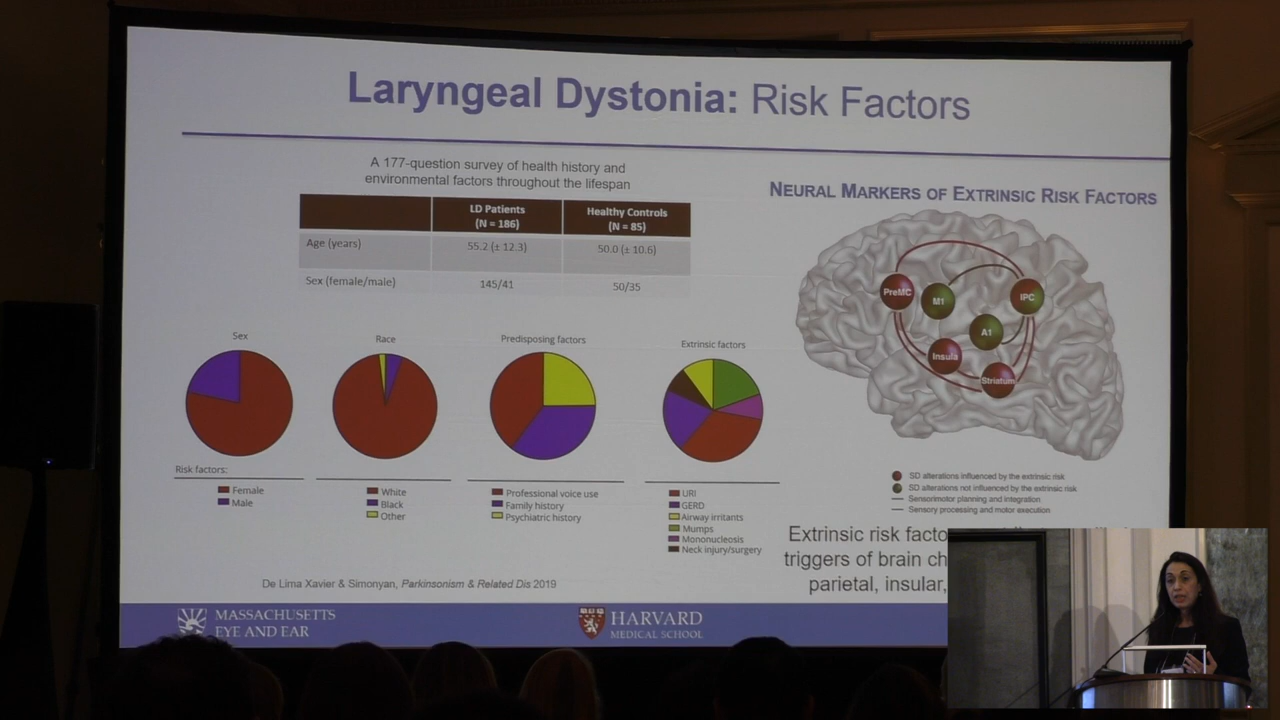 Laryngeal Dystonia: Risk Factors
A 177-question survey of health history and
environmental factors throughout the lifespan
LD Patients
(N = 186)
Healthy Controls
(N = 85)
Age (years)
55.2 (± 12.3)
50.0 (± 10.6)
Sex (female/male)
145/41
50/35
Sex
Race
Predisposing factors
Extrinsic factors
Risk factors:
Female
Male
White
Black
Other
Professional voice use
Family history
Psychiatric history
URI
GERD
Airway irritants
Mumps
Mononucleosis
Neck injury/surgery
De Lima Xavier & Simonyan, Parkinsonism & Related Dis 2019
NEURAL MARKERS OF EXTRINSIC RISK FACTORS
PreMC
M1
IPC
A1
Insula
Striatum
SD alterations influenced by the extrinsic risk
SD alterations not influenced by the extrinsic risk
Sensorimotor planning and integration
Sensory processing and motor execution
Extrinsic risk
triggers of brain
parietal, insular,
MASSACHUSETTS
EYE AND EAR
HARVARD
MEDICAL SCHOOL